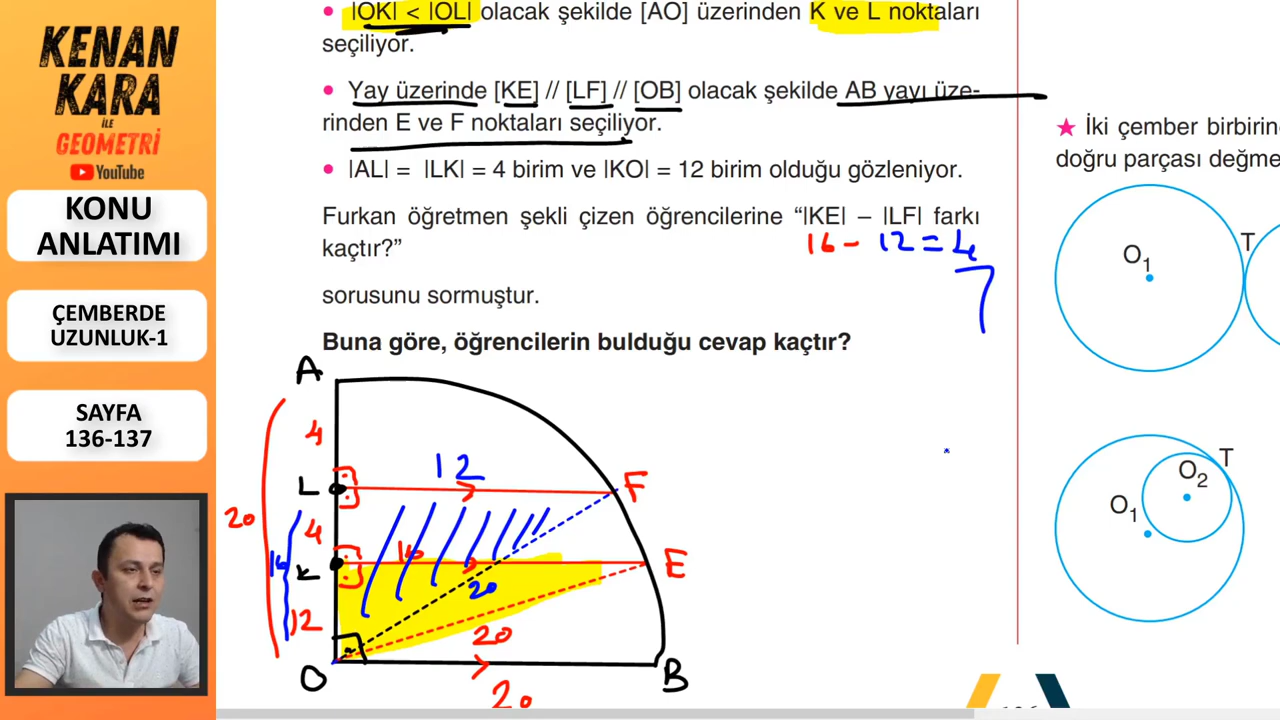 KENAN
KARA
İLE
GEOMETRİ
YouTube
KONU
ANLATIMI
ÇEMBERDE
UZUNLUK-1
SAYFA
136-137
• |OK| < |OL| olacak şekilde [AO] üzerinden K ve L noktaları
seçiliyor.
• Yay üzerinde [KE] // [LF] // [OB] olacak şekilde AB yayı üze-
rinden E ve F noktaları seçiliyor.
• |AL| = |LK| = 4 birim ve |KO| = 12 birim olduğu gözleniyor.
Furkan öğretmen şekli çizen öğrencilerine “|KE| – |LF| farkı
kaçtır?”
16 - 12 = 4
sorusunu sormuştur.
Buna göre, öğrencilerin bulduğu cevap kaçtır?
A
4
12
L
F
20
4
16
K
16
E
20
12
20
O
B
20
★ İki çember birbirin
doğru parçası değme
T
O1
T
O2
O1